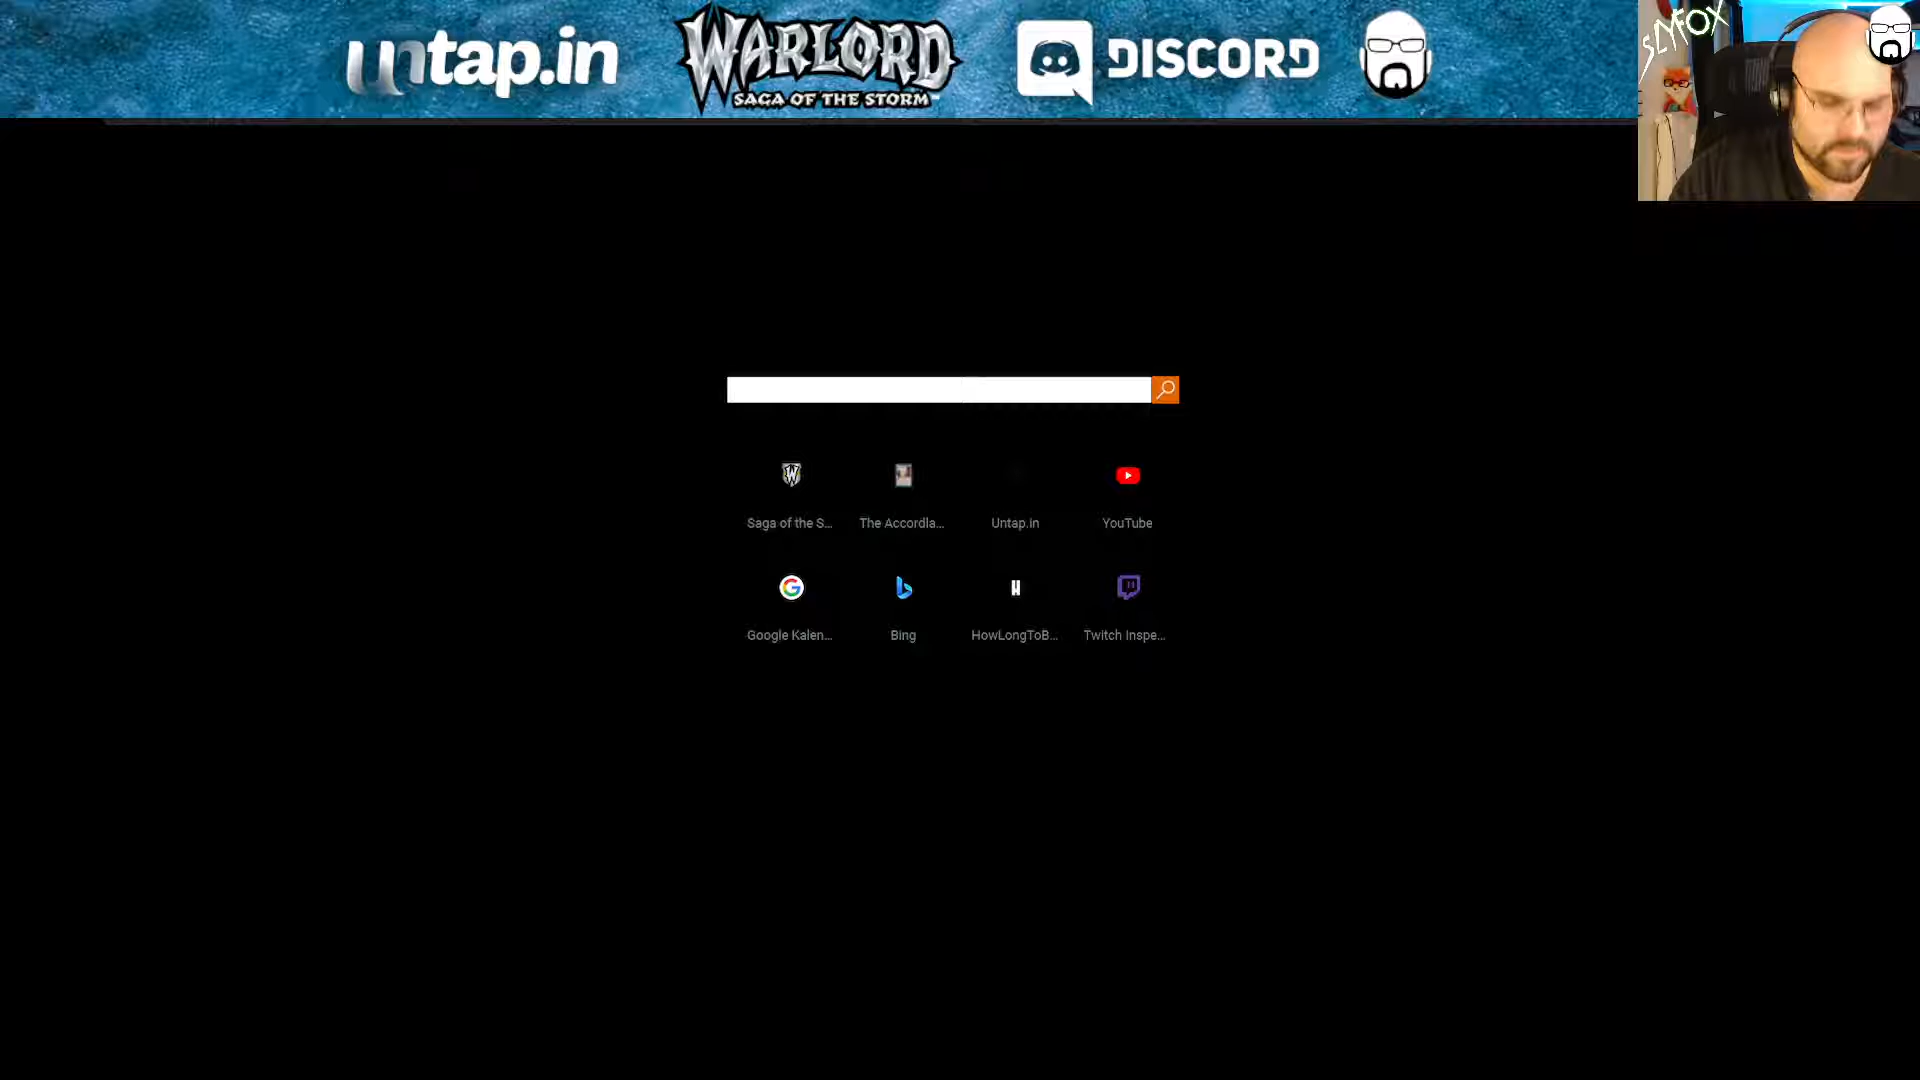 untap.in
WARLORD
SAGA OF THE STORM
DISCORD
SLYFOX
Saga of the S...
The Accordla...
Untap.in
YouTube
Google Kalen...
Bing
HowLongToB...
Twitch Inspe...